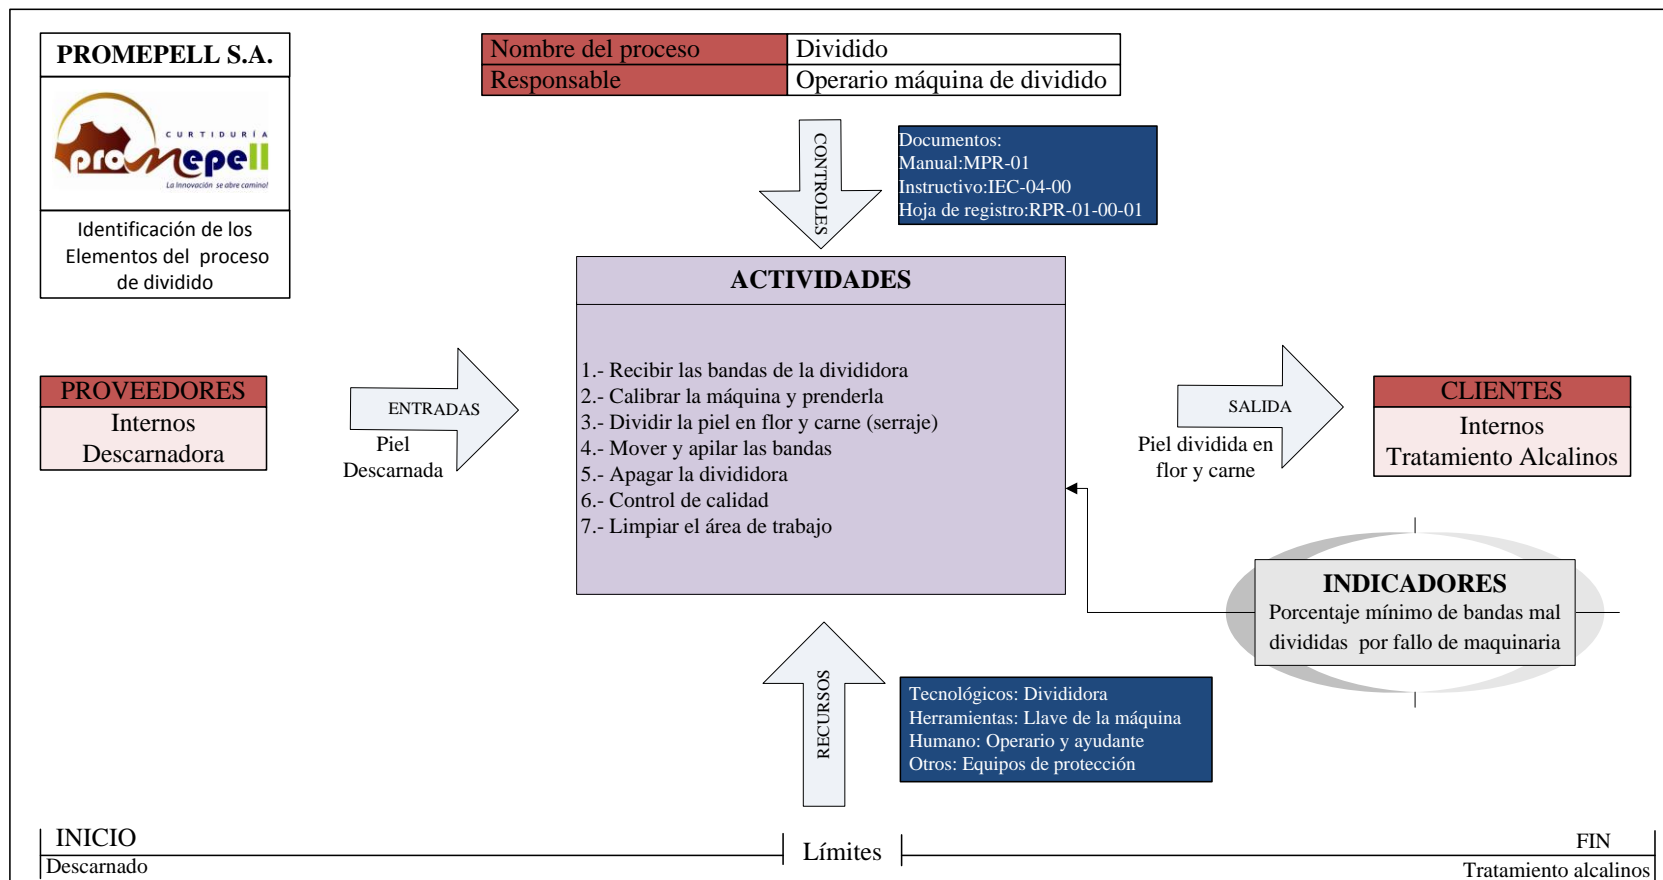 PROMEPELL S.A.
CURTIDURÍA
promepell
La Innovación se abre camino!
Identificación de los
Elementos del proceso
de dividido
Nombre del proceso Dividido
Responsable Operario máquina de dividido
CONTROLES
Documentos:
Manual:MPR-01
Instructivo:IEC-04-00
Hoja de registro:RPR-01-00-01
PROVEEDORES
Internos
Descarnadora
ENTRADAS
Piel
Descarnada
ACTIVIDADES
1.- Recibir las bandas de la divididora
2.- Calibrar la máquina y prenderla
3.- Dividir la piel en flor y carne (serraje)
4.- Mover y apilar las bandas
5.- Apagar la divididora
6.- Control de calidad
7.- Limpiar el área de trabajo
SALIDA
Piel dividida en
flor y carne
CLIENTES
Internos
Tratamiento Alcalinos
INDICADORES
Porcentaje mínimo de bandas mal
divididas por fallo de maquinaria
RECURSOS
Tecnológicos: Divididora
Herramientas: Llave de la máquina
Humano: Operario y ayudante
Otros: Equipos de protección
INICIO
Descarnado
Límites
FIN
Tratamiento alcalinos